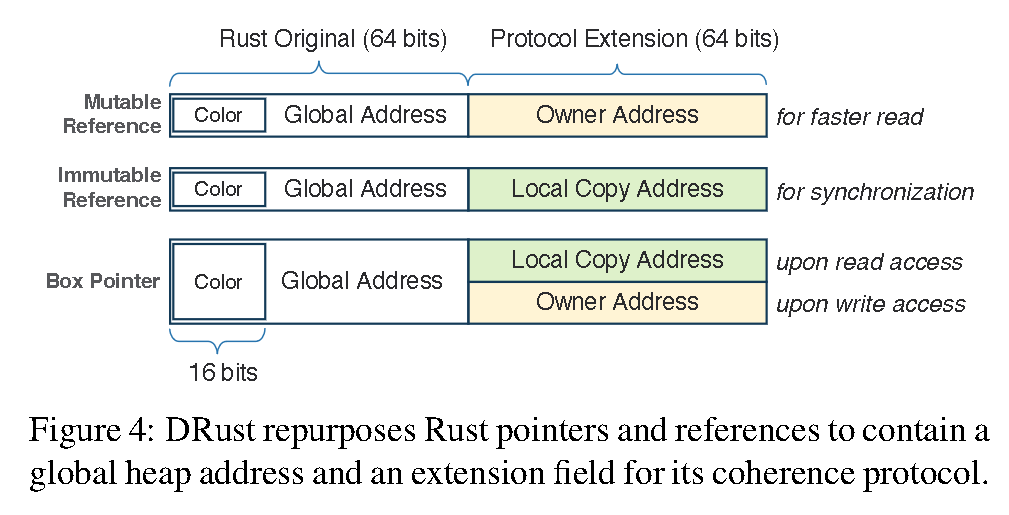 Rust Original (64 bits) Protocol Extension (64 bits)
Mutable Reference Color Global Address Owner Address for faster read
Immutable Reference Color Global Address Local Copy Address for synchronization
Box Pointer Color Global Address Local Copy Address upon read access
Owner Address upon write access
16 bits
Figure 4: DRust repurposes Rust pointers and references to contain a
global heap address and an extension field for its coherence protocol.